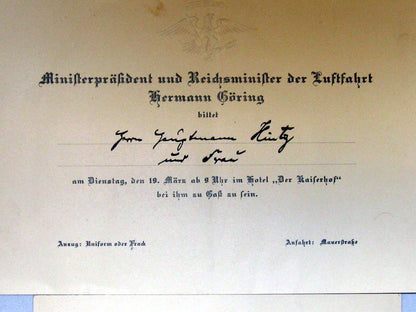 Ministerpräsident und Reichsminister der Luftfahrt
Hermann Göring
bittet
Herrn Hauptmann Hintz
und Frau
am Dienstag, den 19. März ab 9 Uhr im Hotel „Der Kaiserhof“
bei ihm zu Gast zu sein.
Anzug: Uniform oder Frack
Anfahrt: Mauerstraße